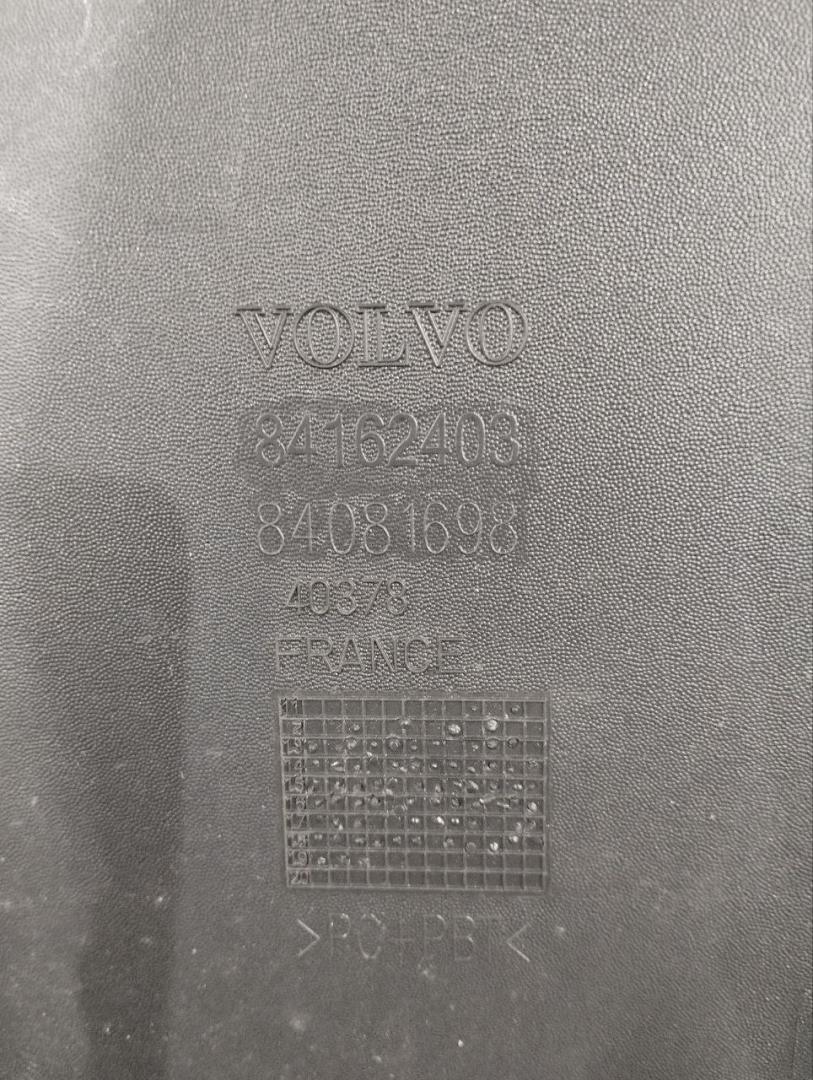 VOLVO
84162403
84081698
40378
FRANCE
>PC+PBT<